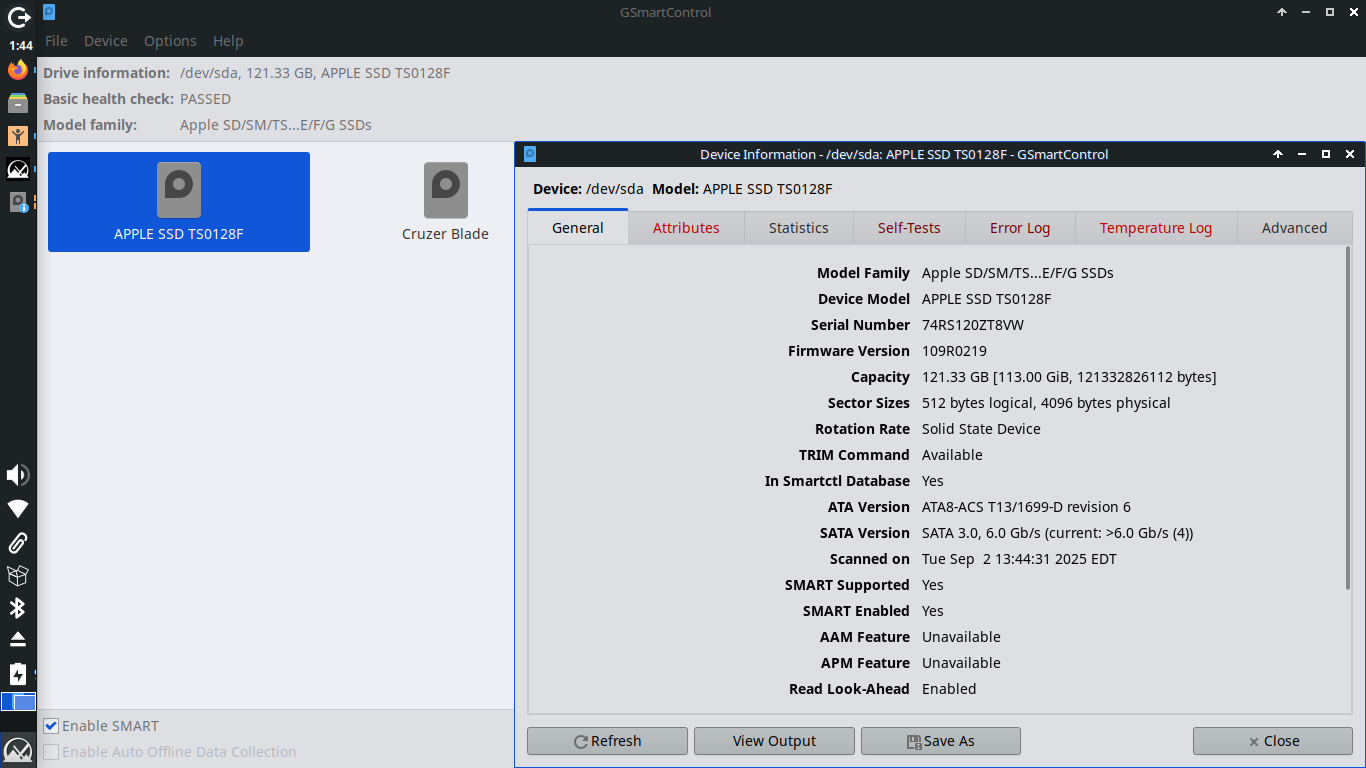 GSmartControl
1:44
File Device Options Help
Drive information: /dev/sda, 121.33 GB, APPLE SSD TS0128F
Basic health check: PASSED
Model family: Apple SD/SM/TS...E/F/G SSDs
APPLE SSD TS0128F
Cruzer Blade
Enable SMART
Enable Auto Offline Data Collection
Device Information - /dev/sda: APPLE SSD TS0128F - GSmartControl
Device: /dev/sda Model: APPLE SSD TS0128F
General Attributes Statistics Self-Tests Error Log Temperature Log Advanced
Model Family Apple SD/SM/TS...E/F/G SSDs
Device Model APPLE SSD TS0128F
Serial Number 74RS120ZT8VW
Firmware Version 109R0219
Capacity 121.33 GB [113.00 GiB, 121332826112 bytes]
Sector Sizes 512 bytes logical, 4096 bytes physical
Rotation Rate Solid State Device
TRIM Command Available
In Smartctl Database Yes
ATA Version ATA8-ACS T13/1699-D revision 6
SATA Version SATA 3.0, 6.0 Gb/s (current: >6.0 Gb/s (4))
Scanned on Tue Sep  2 13:44:31 2025 EDT
SMART Supported Yes
SMART Enabled Yes
AAM Feature Unavailable
APM Feature Unavailable
Read Look-Ahead Enabled
Refresh View Output Save As Close